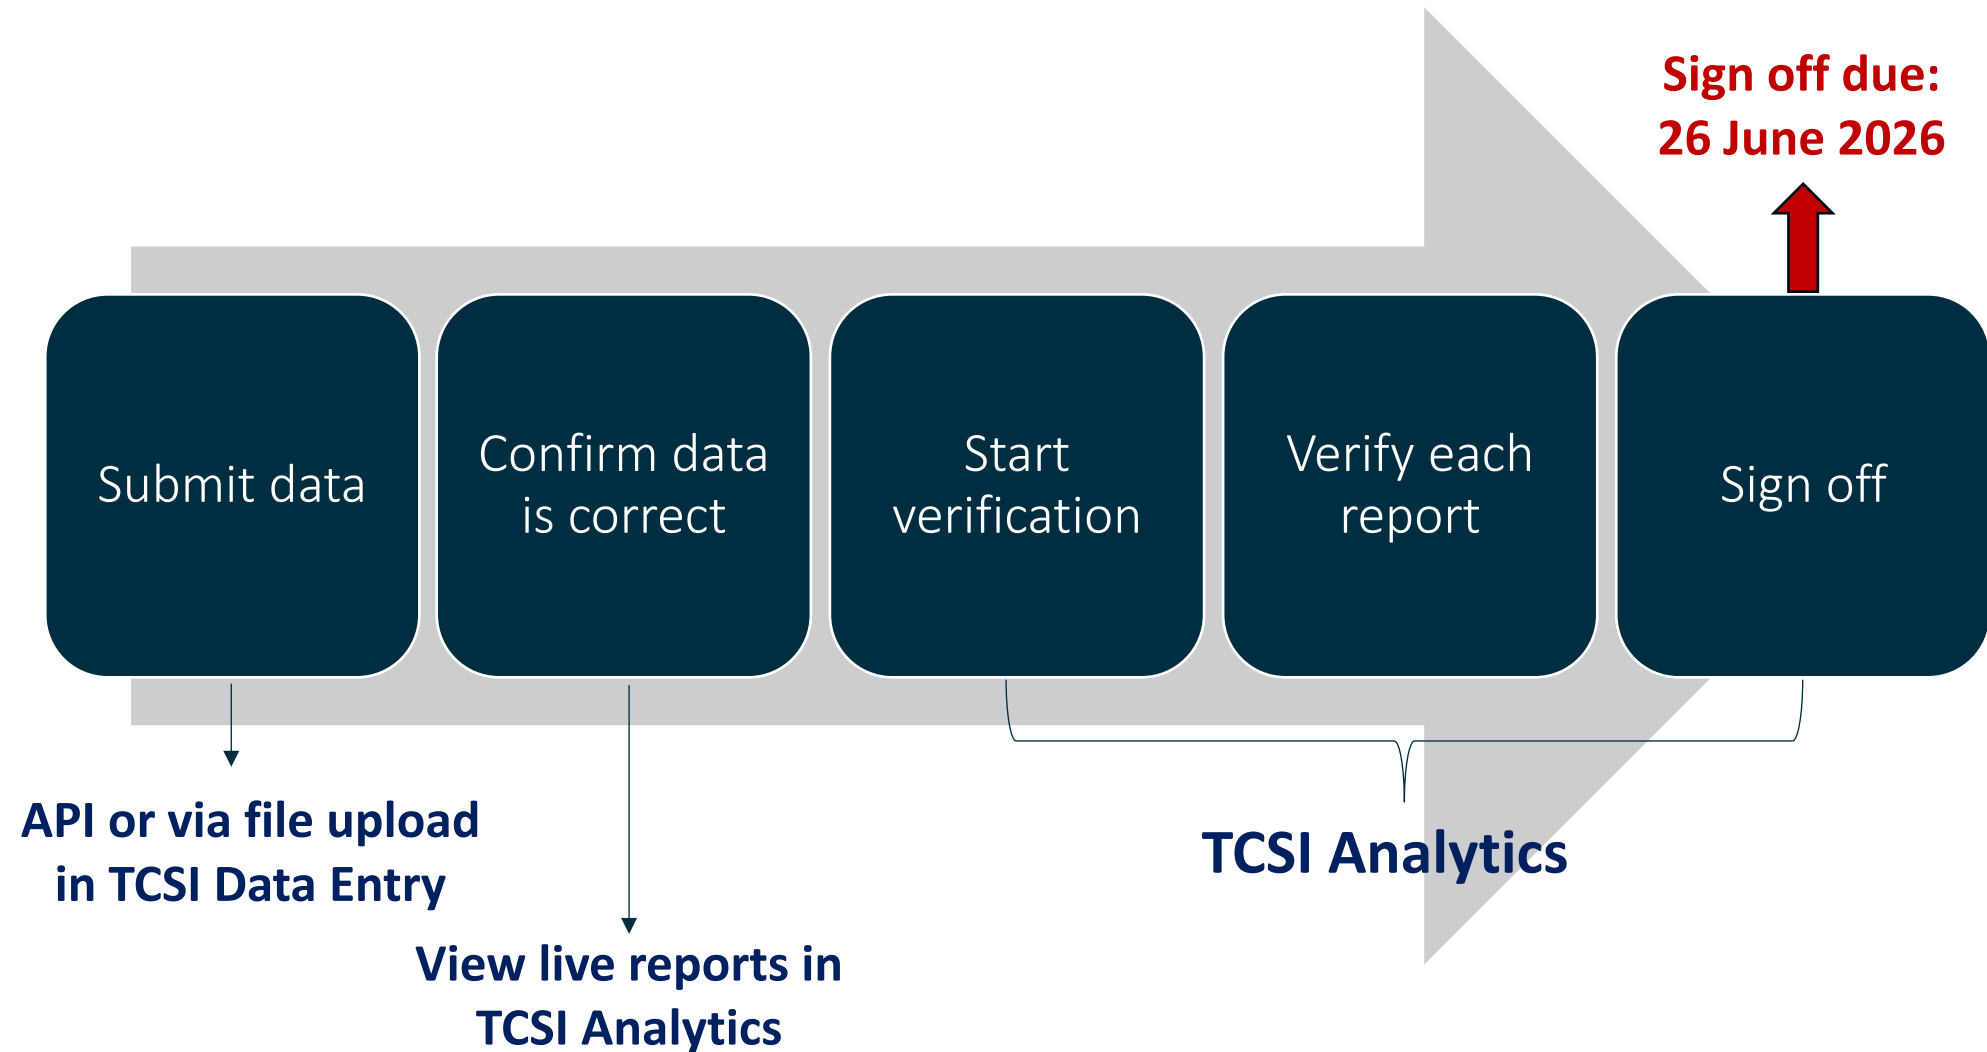 Sign off due:
26 June 2026
Submit data
Confirm data
is correct
Start
verification
Verify each
report
Sign off
API or via file upload
in TCSI Data Entry
View live reports in
TCSI Analytics
TCSI Analytics